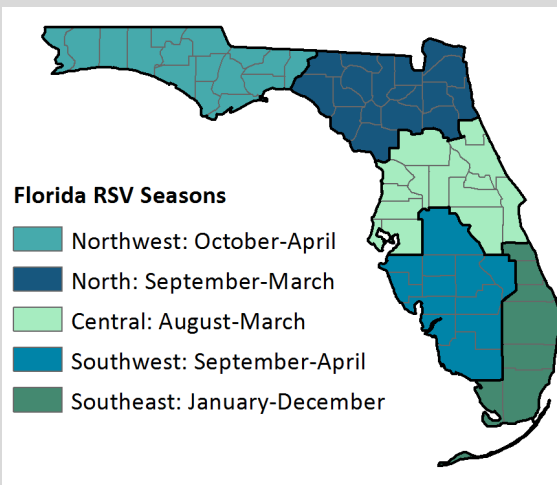 Florida RSV Seasons
Northwest: October-April
North: September-March
Central: August-March
Southwest: September-April
Southeast: January-December